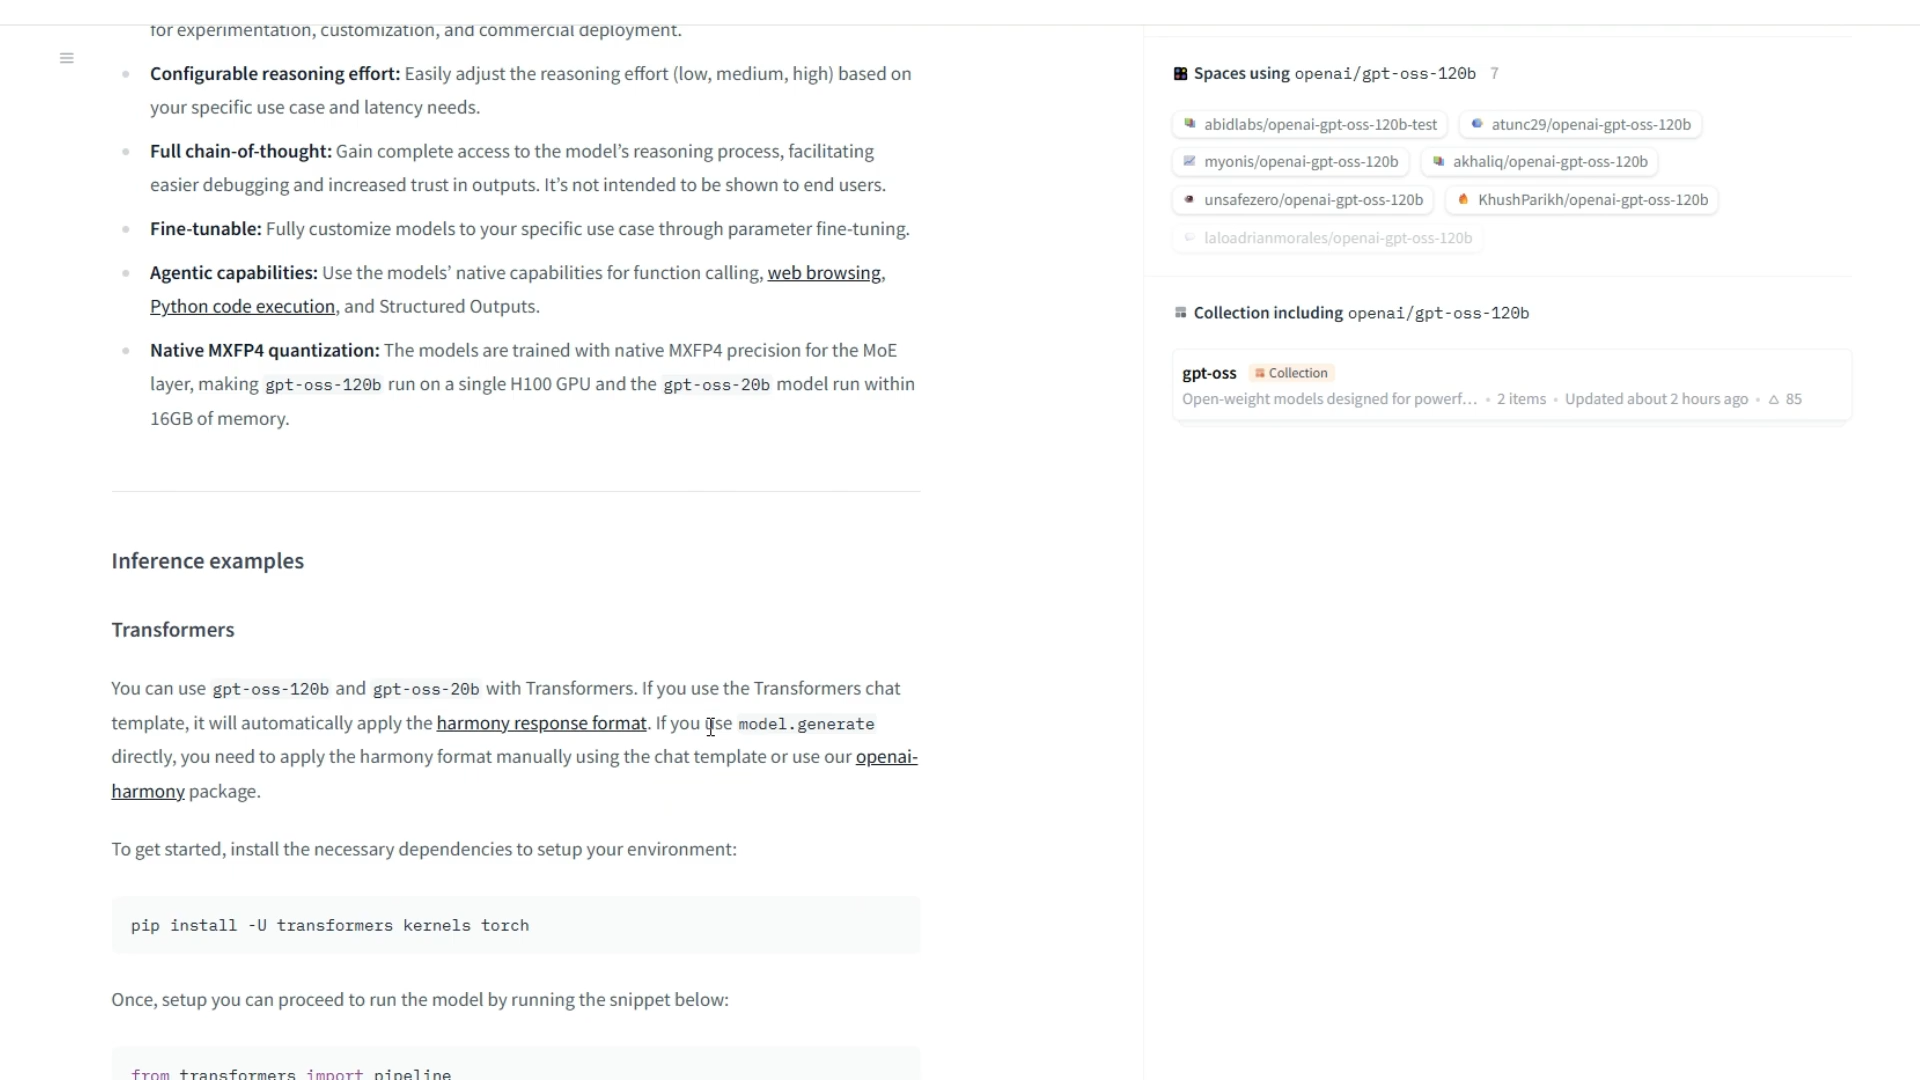 for experimentation, customization, and commercial deployment.
Configurable reasoning effort: Easily adjust the reasoning effort (low, medium, high) based on
your specific use case and latency needs.
Full chain-of-thought: Gain complete access to the model’s reasoning process, facilitating
easier debugging and increased trust in outputs. It’s not intended to be shown to end users.
Fine-tunable: Fully customize models to your specific use case through parameter fine-tuning.
Agentic capabilities: Use the models’ native capabilities for function calling, web browsing,
Python code execution, and Structured Outputs.
Native MXFP4 quantization: The models are trained with native MXFP4 precision for the MoE
layer, making gpt-oss-120b run on a single H100 GPU and the gpt-oss-20b model run within
16GB of memory.
Inference examples
Transformers
You can use gpt-oss-120b and gpt-oss-20b with Transformers. If you use the Transformers chat
template, it will automatically apply the harmony response format. If you use model.generate
directly, you need to apply the harmony format manually using the chat template or use our openai-
harmony package.
To get started, install the necessary dependencies to setup your environment:
pip install -U transformers kernels torch
Once, setup you can proceed to run the model by running the snippet below:
from transformers import pipeline
Spaces using openai/gpt-oss-120b 7
abidlabs/openai-gpt-oss-120b-test atunc29/openai-gpt-oss-120b
myonis/openai-gpt-oss-120b akhaliq/openai-gpt-oss-120b
unsafezero/openai-gpt-oss-120b KhushParikh/openai-gpt-oss-120b
laloadrianmorales/openai-gpt-oss-120b
Collection including openai/gpt-oss-120b
gpt-oss Collection
Open-weight models designed for powerf... • 2 items • Updated about 2 hours ago • 85